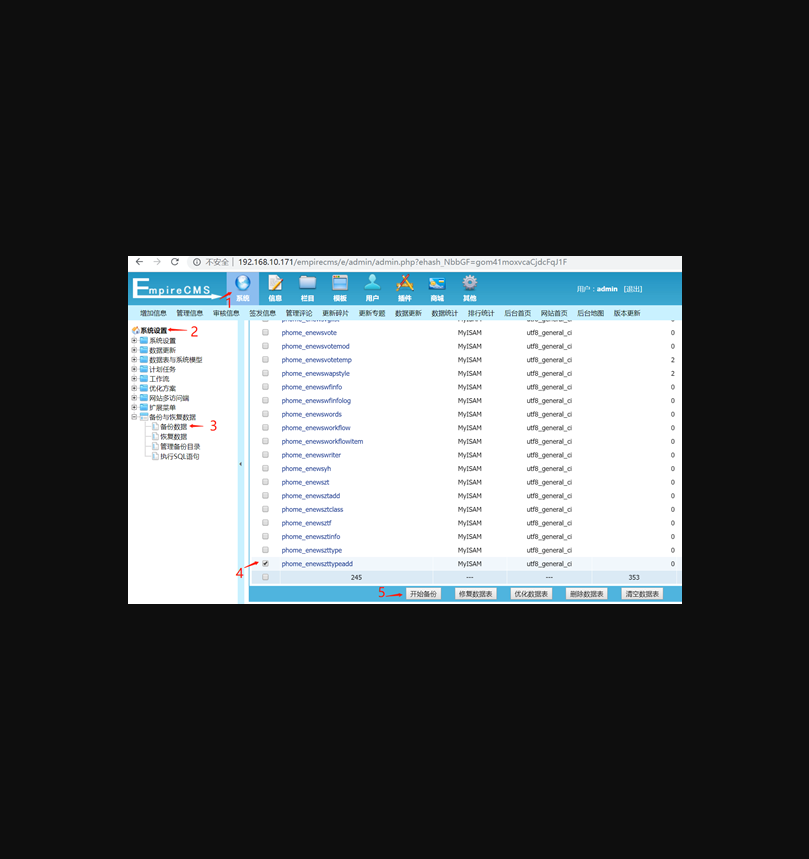 不安全 | 192.168.10.171/empirecms/e/admin/admin.php?ehash_NbbGF=gom41moxvcaCjdcFqJ1F
EmpireCMS
1
系统 信息 栏目 模板 用户 插件 商城 其他
用户：admin [退出]
增加信息 管理信息 审核信息 签发信息 管理评论 更新碎片 更新专题 数据更新 数据统计 排行统计 后台首页 网站首页 后台地图 版本更新
系统设置 2
系统设置
数据更新
数据表与系统模型
计划任务
工作流
优化方案
网站多访问端
扩展菜单
备份与恢复数据
备份数据 3
恢复数据
管理备份目录
执行SQL语句
phome_enewsvote MyISAM utf8_general_ci 0
phome_enewsvotemod MyISAM utf8_general_ci 0
phome_enewsvotetemp MyISAM utf8_general_ci 2
phome_enewswapstyle MyISAM utf8_general_ci 2
phome_enewswfinfo MyISAM utf8_general_ci 0
phome_enewswfinfolog MyISAM utf8_general_ci 0
phome_enewswords MyISAM utf8_general_ci 0
phome_enewsworkflow MyISAM utf8_general_ci 0
phome_enewsworkflowitem MyISAM utf8_general_ci 0
phome_enewswriter MyISAM utf8_general_ci 0
phome_enewsyh MyISAM utf8_general_ci 0
phome_enewszt MyISAM utf8_general_ci 0
phome_enewsztadd MyISAM utf8_general_ci 0
phome_enewsztclass MyISAM utf8_general_ci 0
phome_enewsztf MyISAM utf8_general_ci 0
phome_enewsztinfo MyISAM utf8_general_ci 0
phome_enewszttype MyISAM utf8_general_ci 0
4 phome_enewszttypeadd MyISAM utf8_general_ci 0
245 --- --- 353
5 开始备份 修复数据表 优化数据表 删除数据表 清空数据表